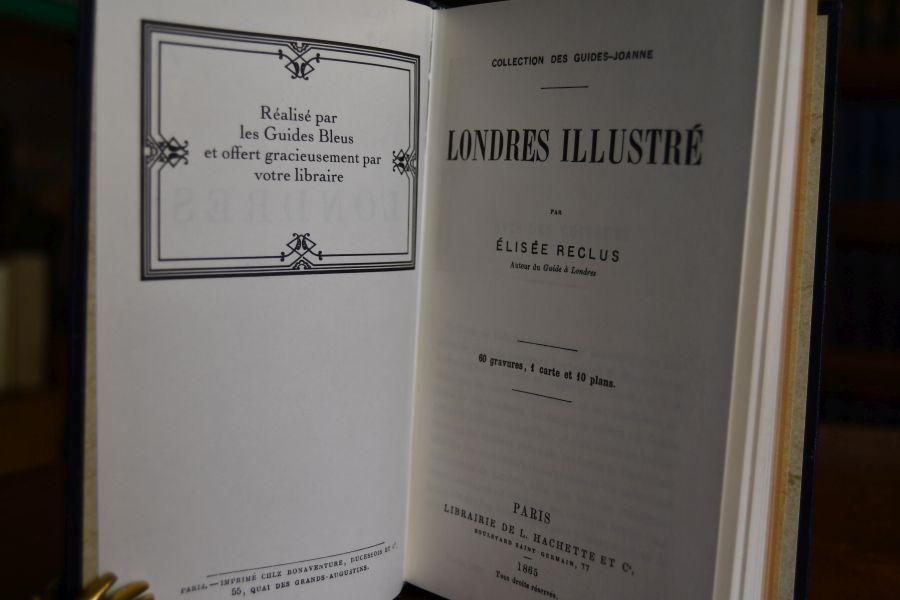 Réalisé par
les Guides Bleus
et offert gracieusement par
votre libraire
PARIS. — IMPRIMÉ CHEZ BONAVENTURE, DUCESSOIS ET Cie.
55, QUAI DES GRANDS-AUGUSTINS.
COLLECTION DES GUIDES-JOANNE
LONDRES ILLUSTRÉ
PAR
ÉLISÉE RECLUS
Auteur du Guide à Londres
60 gravures, 1 carte et 10 plans.
PARIS
LIBRAIRIE DE L. HACHETTE ET Cie,
BOULEVARD SAINT GERMAIN, 77
1865
Tous droits réservés.